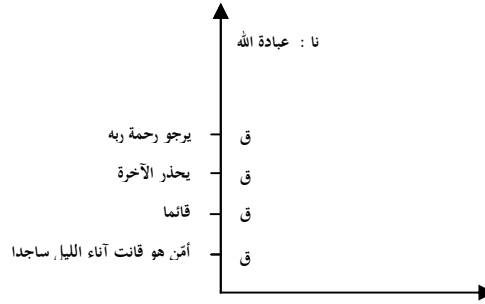 نا : عبادة الله
يرجو رحمة ربه ق
يحذر الآخرة ق
قائما ق
أمّن هو قانت آناء الليل ساجدا ق